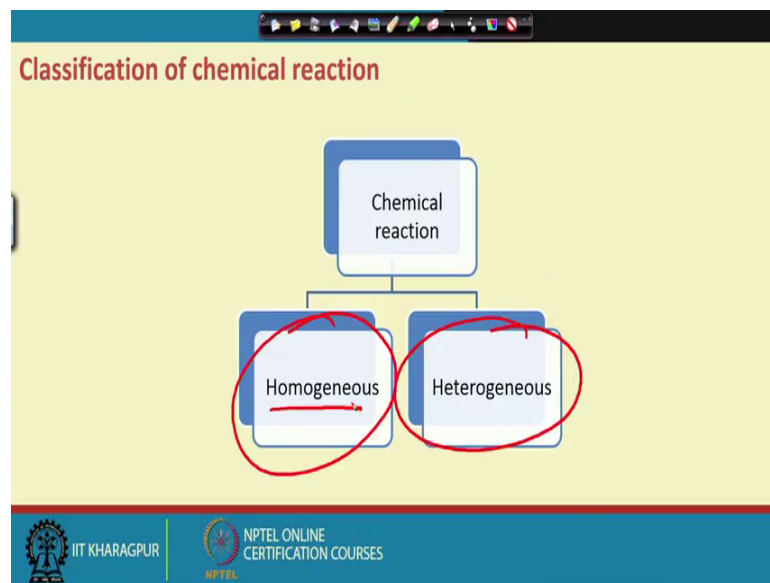 Classification of chemical reaction
Chemical
reaction
Homogeneous
Heterogeneous
IIT KHARAGPUR
NPTEL
NPTEL ONLINE
CERTIFICATION COURSES